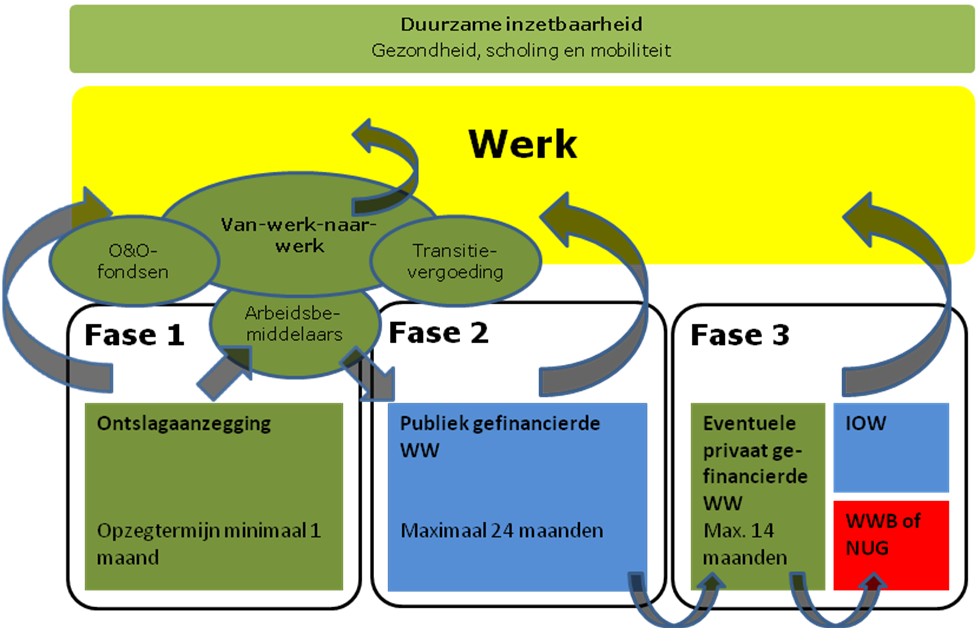 Duurzame inzetbaarheid
Gezondheid, scholing en mobiliteit
Werk
Van-werk-naar-
werk
O&O-
fondsen
Transitie-
vergoeding
Arbeidsbe-
middelaars
Fase 1
Ontslagaanzegging
Opzegtermijn minimaal 1
maand
Fase 2
Publiek gefinancierde
WW
Maximaal 24 maanden
Fase 3
Eventuele
privaat ge-
financierde
WW
Max. 14
maanden
IOW
WWB of
NUG